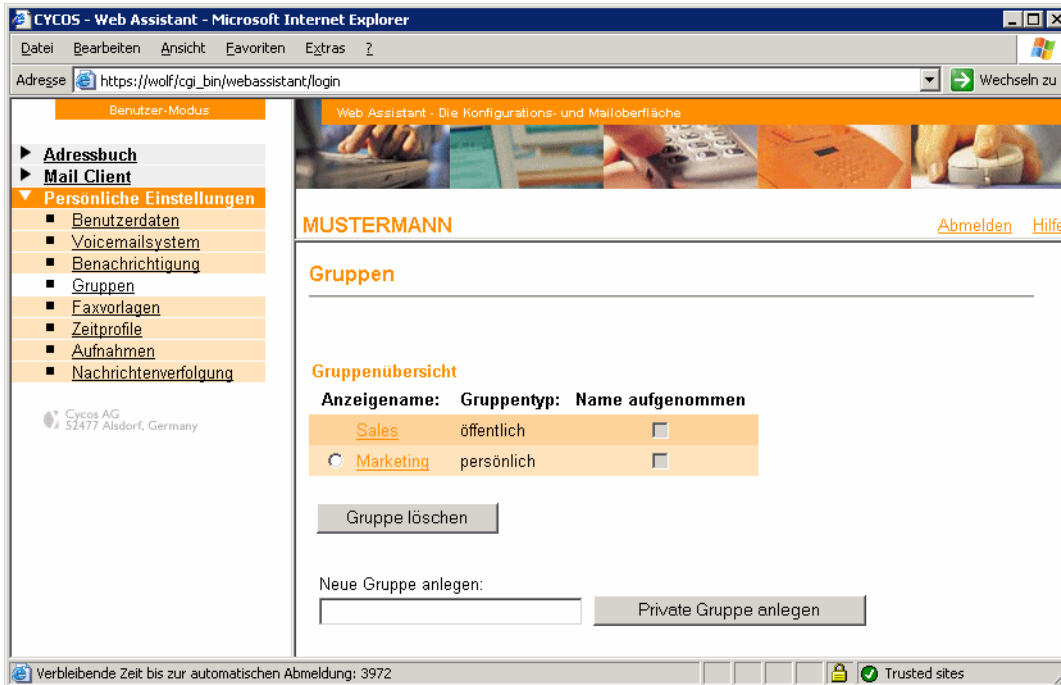 CYCOS - Web Assistant - Microsoft Internet Explorer
Datei Bearbeiten Ansicht Favoriten Extras ?
Adresse https://wolf/cgi_bin/webassistant/login Wechseln zu
Benutzer-Modus
Web Assistant - Die Konfigurations- und Mailoberfläche
Adressbuch
Mail Client
Persönliche Einstellungen
Benutzerdaten
Voicemailsystem
Benachrichtigung
Gruppen
Faxvorlagen
Zeitprofile
Aufnahmen
Nachrichtenverfolgung
Cycos AG
52477 Alsdorf, Germany
MUSTERMANN
Abmelden Hilfe
Gruppen
Gruppenübersicht
Anzeigename: Gruppentyp: Name aufgenommen
Sales öffentlich
Marketing persönlich
Gruppe löschen
Neue Gruppe anlegen:
Private Gruppe anlegen
Verbleibende Zeit bis zur automatischen Abmeldung: 3972 Trusted sites